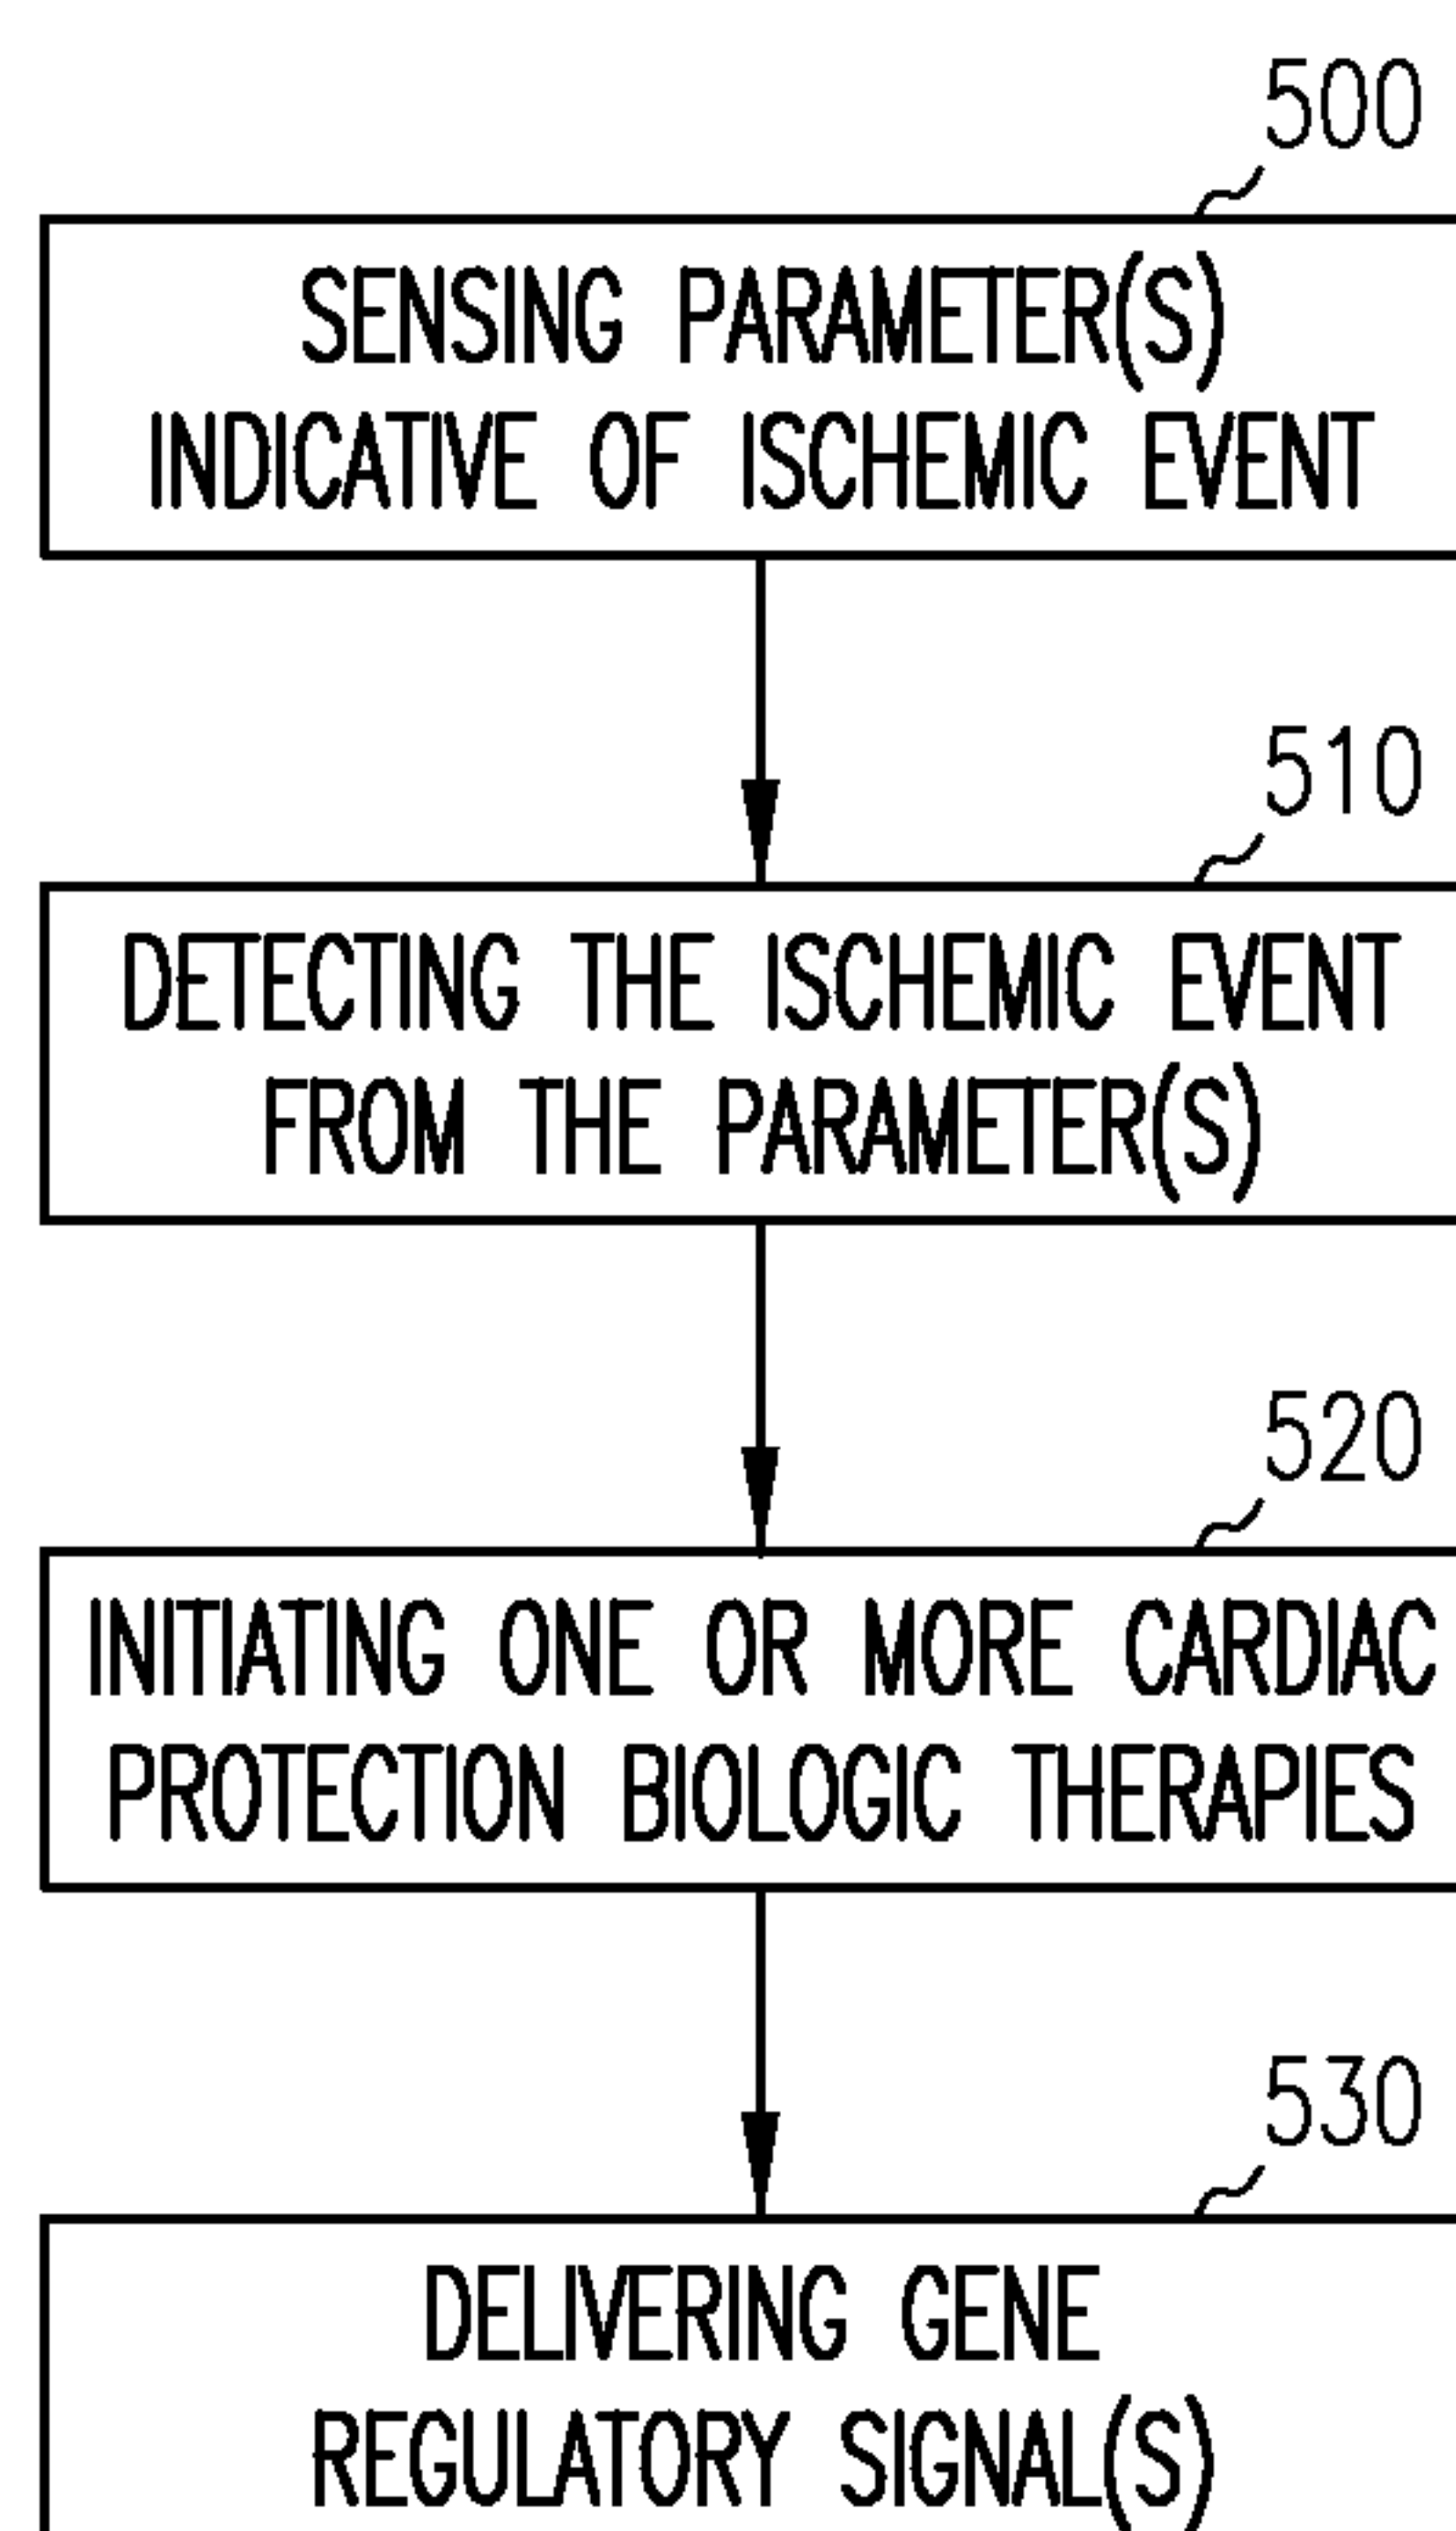 500
SENSING PARAMETER(S)
INDICATIVE OF ISCHEMIC EVENT
510
DETECTING THE ISCHEMIC EVENT
FROM THE PARAMETER(S)
520
INITIATING ONE OR MORE CARDIAC
PROTECTION BIOLOGIC THERAPIES
530
DELIVERING GENE
REGULATORY SIGNAL(S)